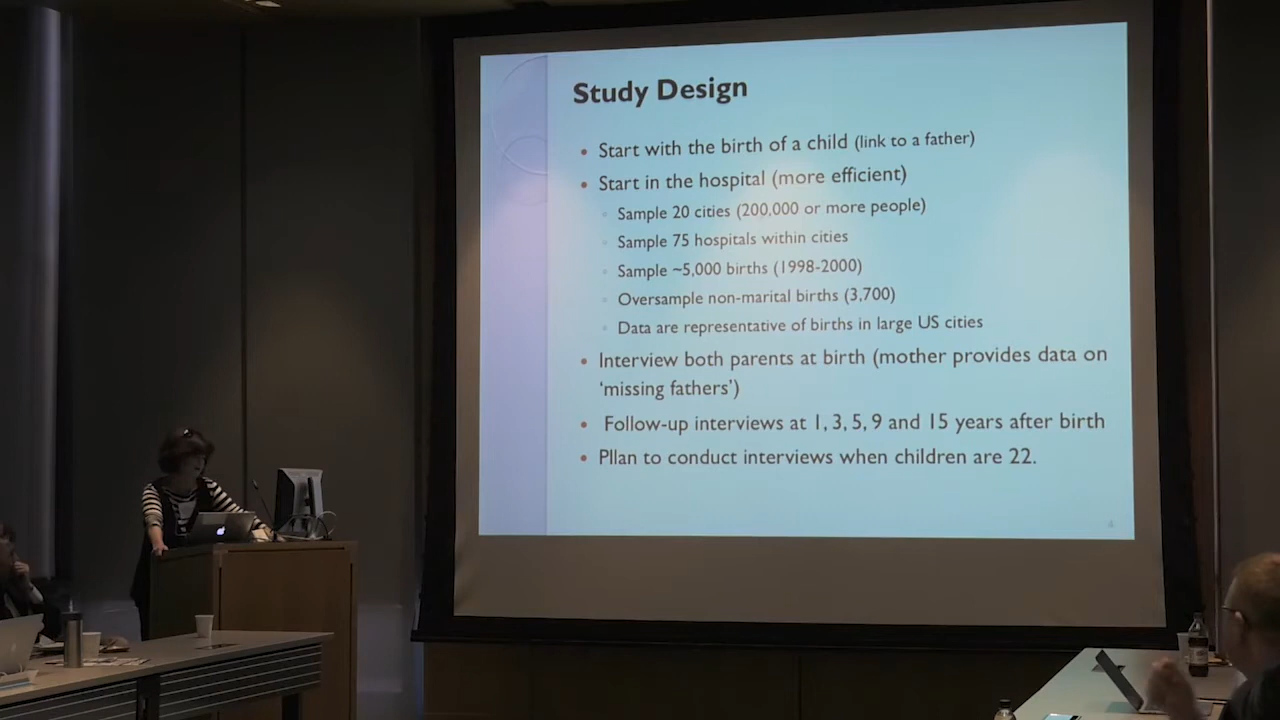 Study Design
• Start with the birth of a child (link to a father)
• Start in the hospital (more efficient)
Sample 20 cities (200,000 or more people)
Sample 75 hospitals within cities
Sample ~5,000 births (1998-2000)
Oversample non-marital births (3,700)
Data are representative of births in large US cities
• Interview both parents at birth (mother provides data on
'missing fathers')
• Follow-up interviews at 1, 3, 5, 9 and 15 years after birth
• Pllan to conduct interviews when children are 22.